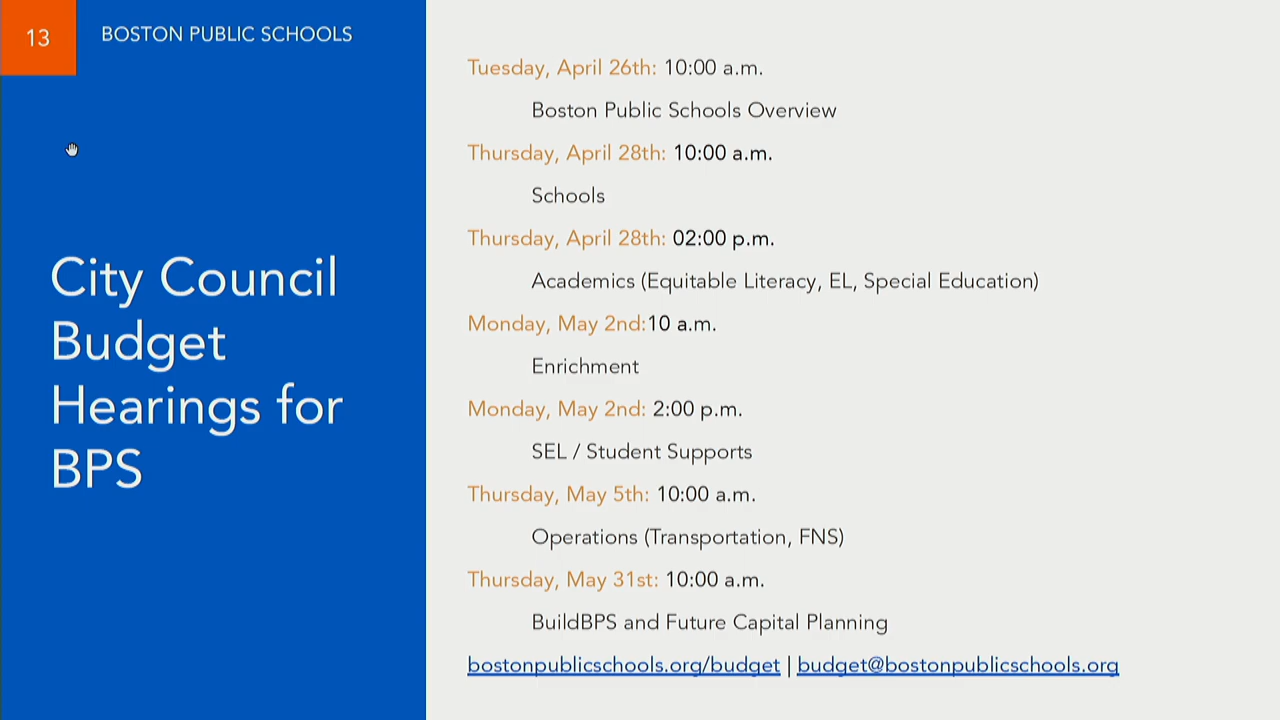 13
BOSTON PUBLIC SCHOOLS
City Council
Budget
Hearings for
BPS
Tuesday, April 26th: 10:00 a.m.
Boston Public Schools Overview
Thursday, April 28th: 10:00 a.m.
Schools
Thursday, April 28th: 02:00 p.m.
Academics (Equitable Literacy, EL, Special Education)
Monday, May 2nd:10 a.m.
Enrichment
Monday, May 2nd: 2:00 p.m.
SEL / Student Supports
Thursday, May 5th: 10:00 a.m.
Operations (Transportation, FNS)
Thursday, May 31st: 10:00 a.m.
BuildBPS and Future Capital Planning
bostonpublicschools.org/budget | budget@bostonpublicschools.org